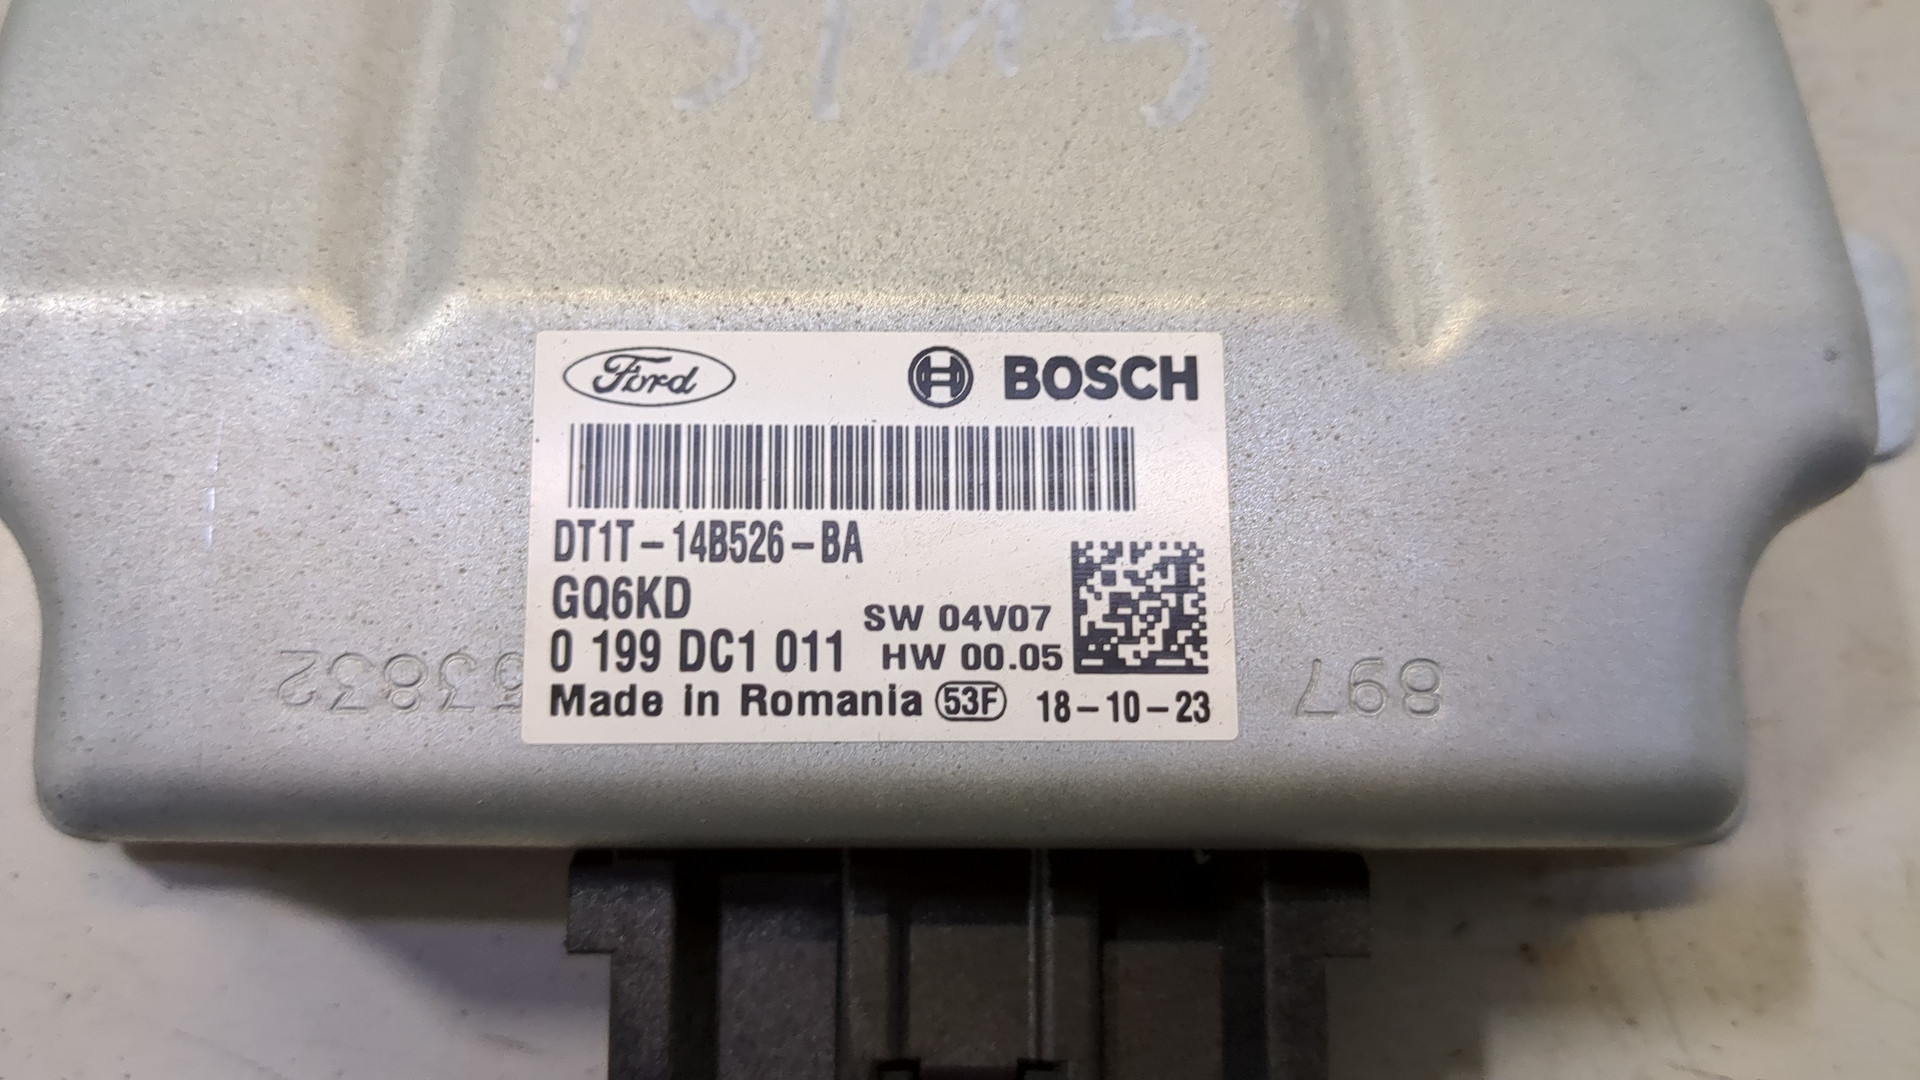 Ford BOSCH
DT1T-14B526-BA
GQ6KD
SW 04V07
0 199 DC1 011 HW 00.05
Made in Romania 53F 18-10-23
33832 897